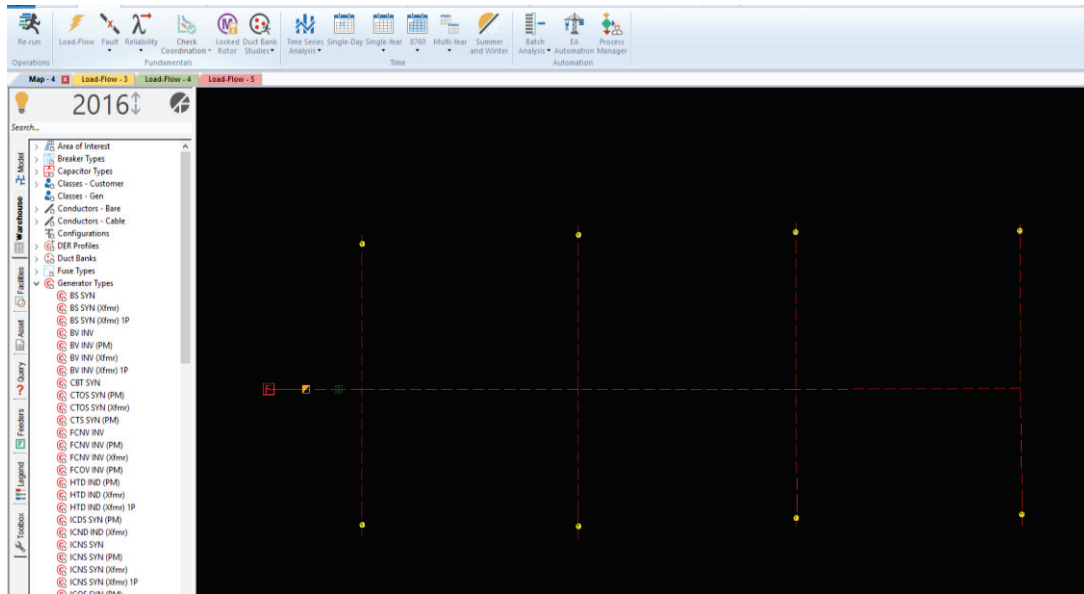 Re-run Load-Flow Fault Reliability Check Coordination Locked Rotor Duct Bank Studies Time Series Analysis Single-Day Single-Year 8760 Multi-Year Summer and Winter Batch Analysis EA Automation Process Manager
Operations Fundamentals Time Automation
Map - 4 Load-Flow - 3 Load-Flow - 4 Load-Flow - 5
2016
Search...
Model
Warehouse
Facilities
Asset
Query
Feeders
Legend
Toolbox
Area of Interest
Breaker Types
Capacitor Types
Classes - Customer
Classes - Gen
Conductors - Bare
Conductors - Cable
Configurations
DER Profiles
Duct Banks
Fuse Types
Generator Types
BS SYN
BS SYN (Xfmr)
BS SYN (Xfmr) 1P
BV INV
BV INV (PM)
BV INV (Xfmr)
BV INV (Xfmr) 1P
CBT SYN
CTOS SYN (PM)
CTOS SYN (Xfmr)
CTS SYN (PM)
FCNV INV
FCNV INV (PM)
FCNV INV (Xfmr)
FCOV INV (PM)
HTD IND (PM)
HTD IND (Xfmr)
HTD IND (Xfmr) 1P
ICDS SYN (PM)
ICND IND (Xfmr)
ICNS SYN
ICNS SYN (PM)
ICNS SYN (Xfmr)
ICNS SYN (Xfmr) 1P
F